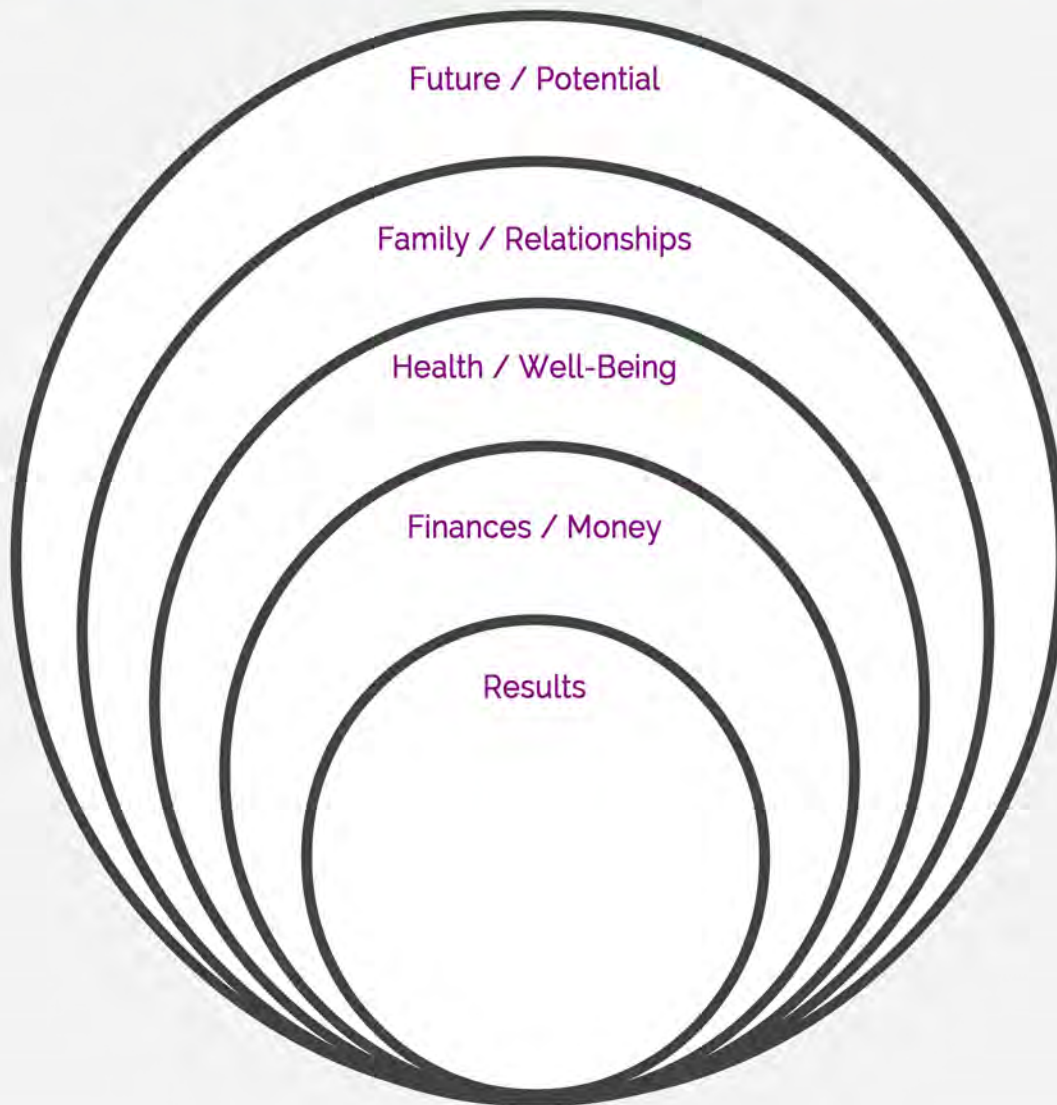 Future / Potential
Family / Relationships
Health / Well-Being
Finances / Money
Results